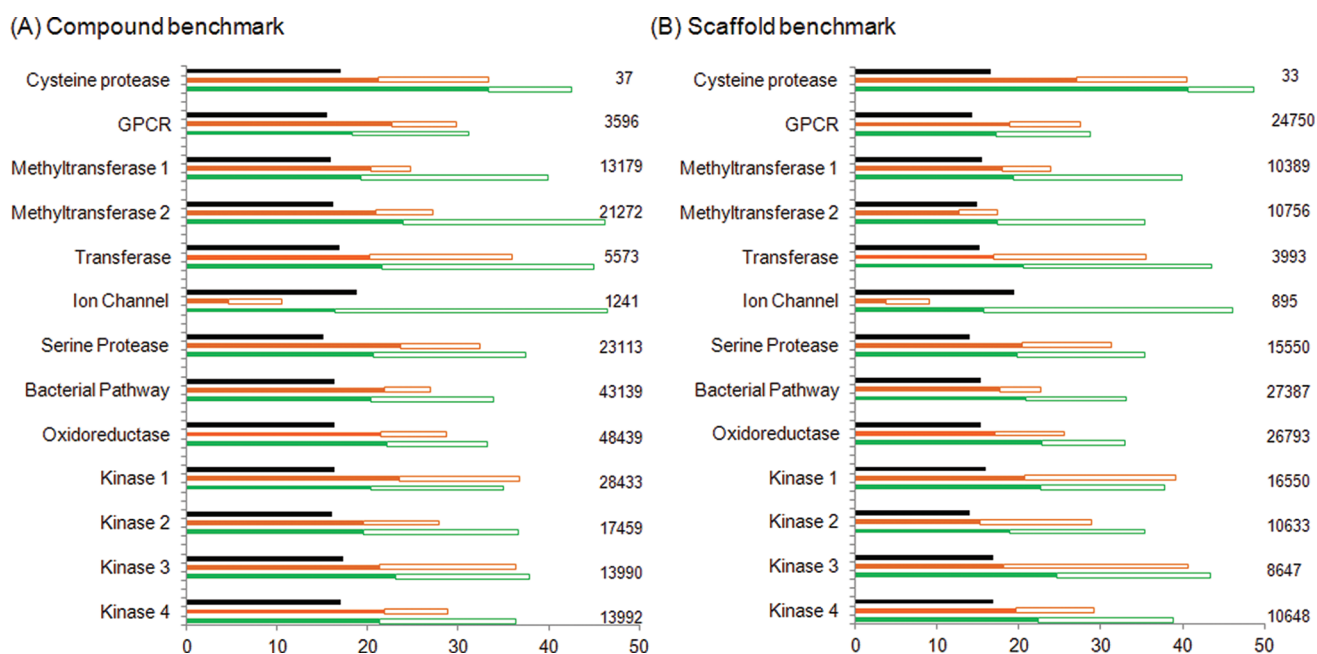 (A) Compound benchmark
Cysteine protease 37
GPCR 3596
Methyltransferase 1 13179
Methyltransferase 2 21272
Transferase 5573
Ion Channel 1241
Serine Protease 23113
Bacterial Pathway 43139
Oxidoreductase 48439
Kinase 1 28433
Kinase 2 17459
Kinase 3 13990
Kinase 4 13992
0 10 20 30 40 50
(B) Scaffold benchmark
Cysteine protease 33
GPCR 24750
Methyltransferase 1 10389
Methyltransferase 2 10756
Transferase 3993
Ion Channel 895
Serine Protease 15550
Bacterial Pathway 27387
Oxidoreductase 26793
Kinase 1 16550
Kinase 2 10633
Kinase 3 8647
Kinase 4 10648
0 10 20 30 40 50